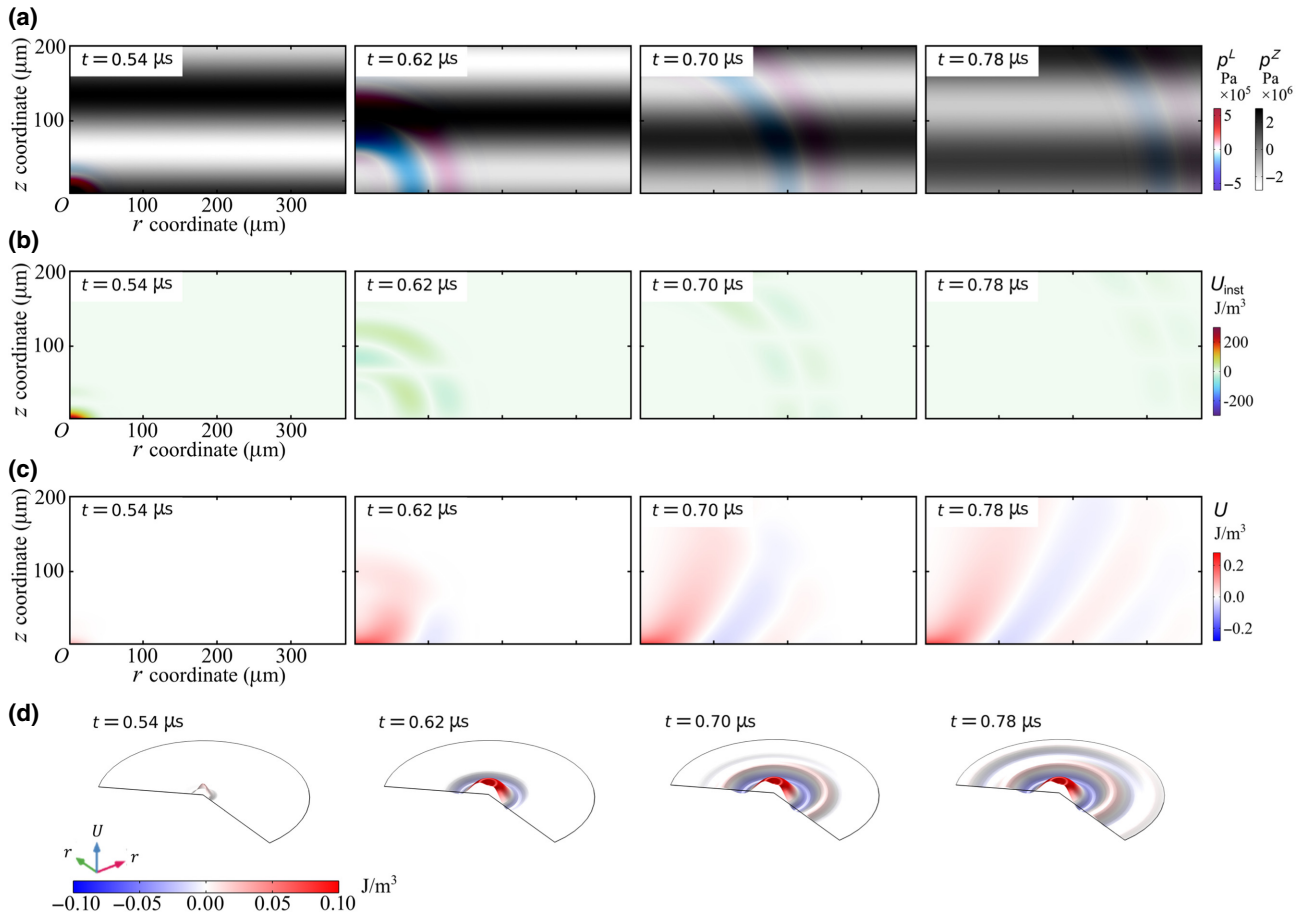 (a)
t = 0.54 μs
t = 0.62 μs
t = 0.70 μs
t = 0.78 μs
z coordinate (μm)
200
100
O
100
200
300
r coordinate (μm)
p^L
Pa
×10^5
5
0
−5
p^Z
Pa
×10^6
2
0
−2
(b)
t = 0.54 μs
t = 0.62 μs
t = 0.70 μs
t = 0.78 μs
z coordinate (μm)
200
100
O
100
200
300
r coordinate (μm)
U_inst
J/m^3
200
0
-200
(c)
t = 0.54 μs
t = 0.62 μs
t = 0.70 μs
t = 0.78 μs
z coordinate (μm)
200
100
O
100
200
300
r coordinate (μm)
U
J/m^3
0.2
0.0
−0.2
(d)
t = 0.54 μs
t = 0.62 μs
t = 0.70 μs
t = 0.78 μs
U
r
r
J/m^3
−0.10 −0.05 0.00 0.05 0.10